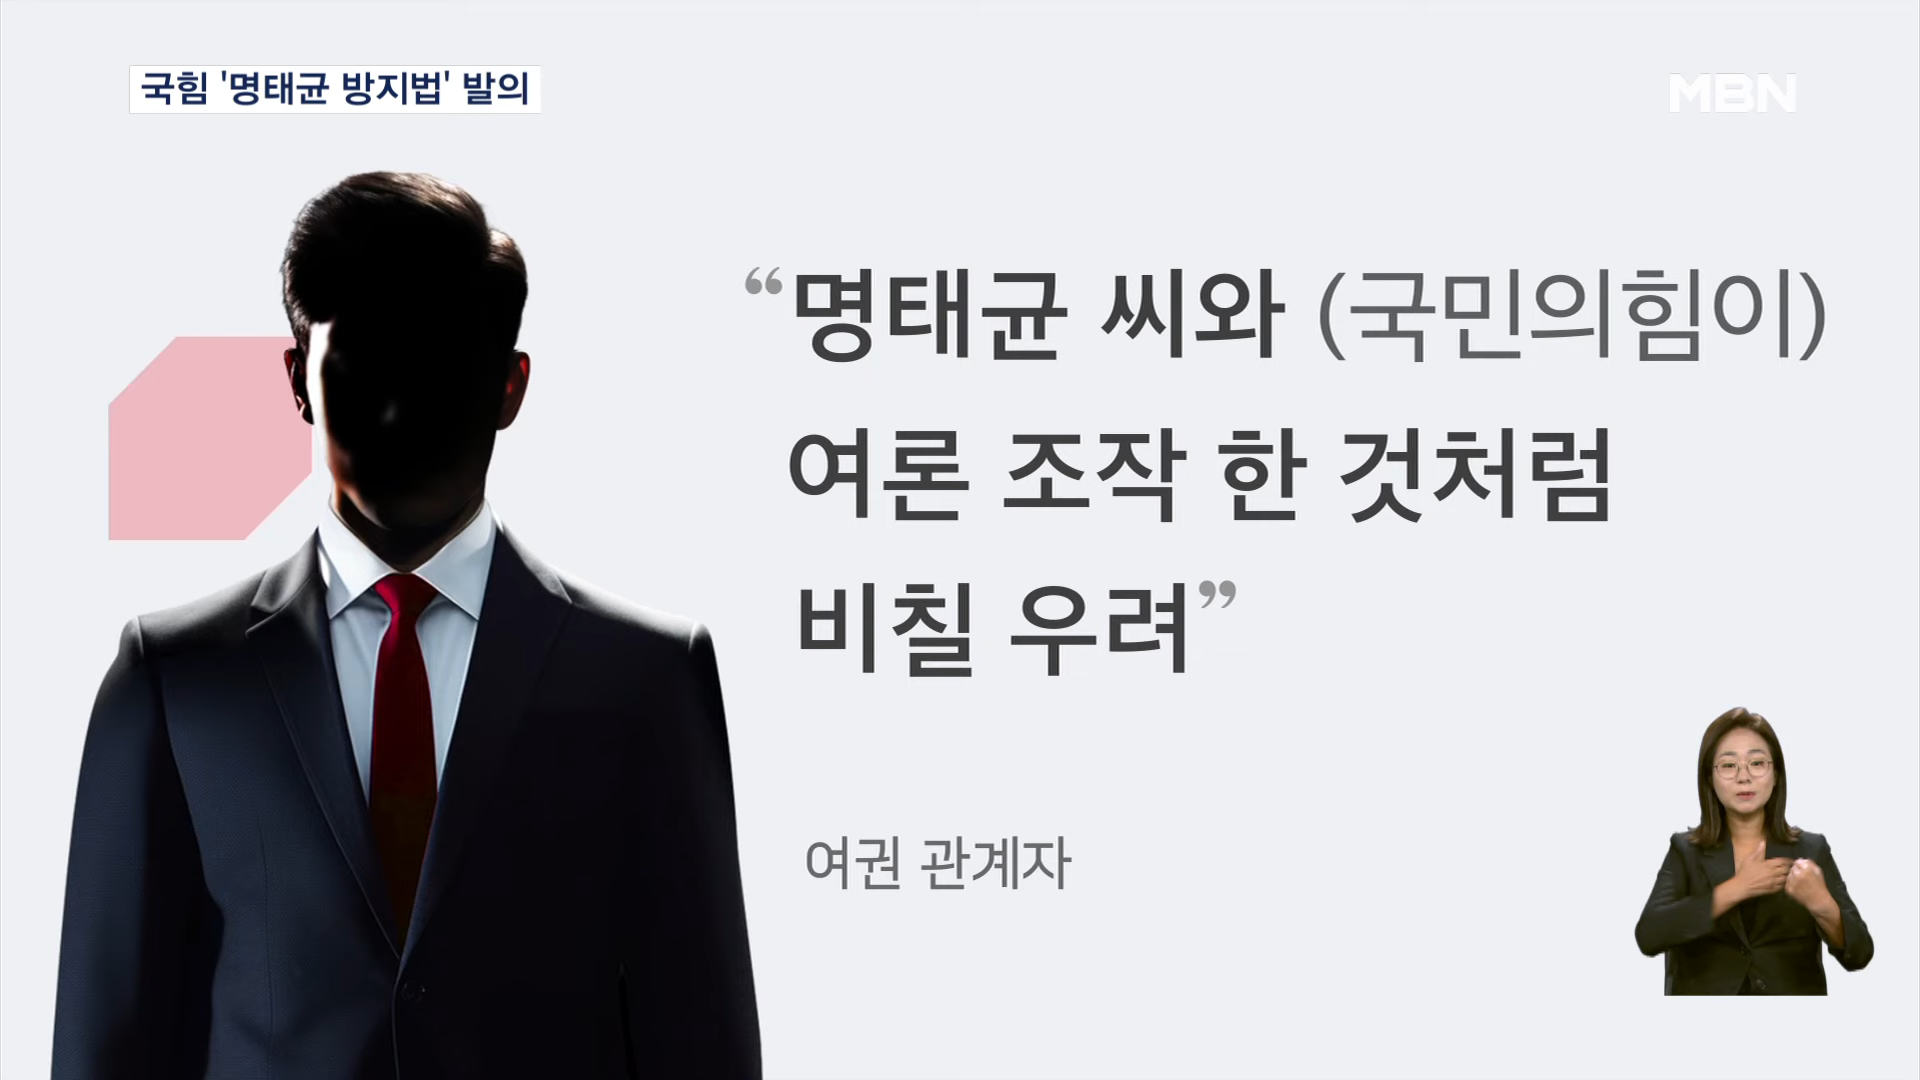 국힘 '명태균 방지법' 발의
MBN
“명태균 씨와 (국민의힘이)
여론 조작 한 것처럼
비칠 우려”
여권 관계자